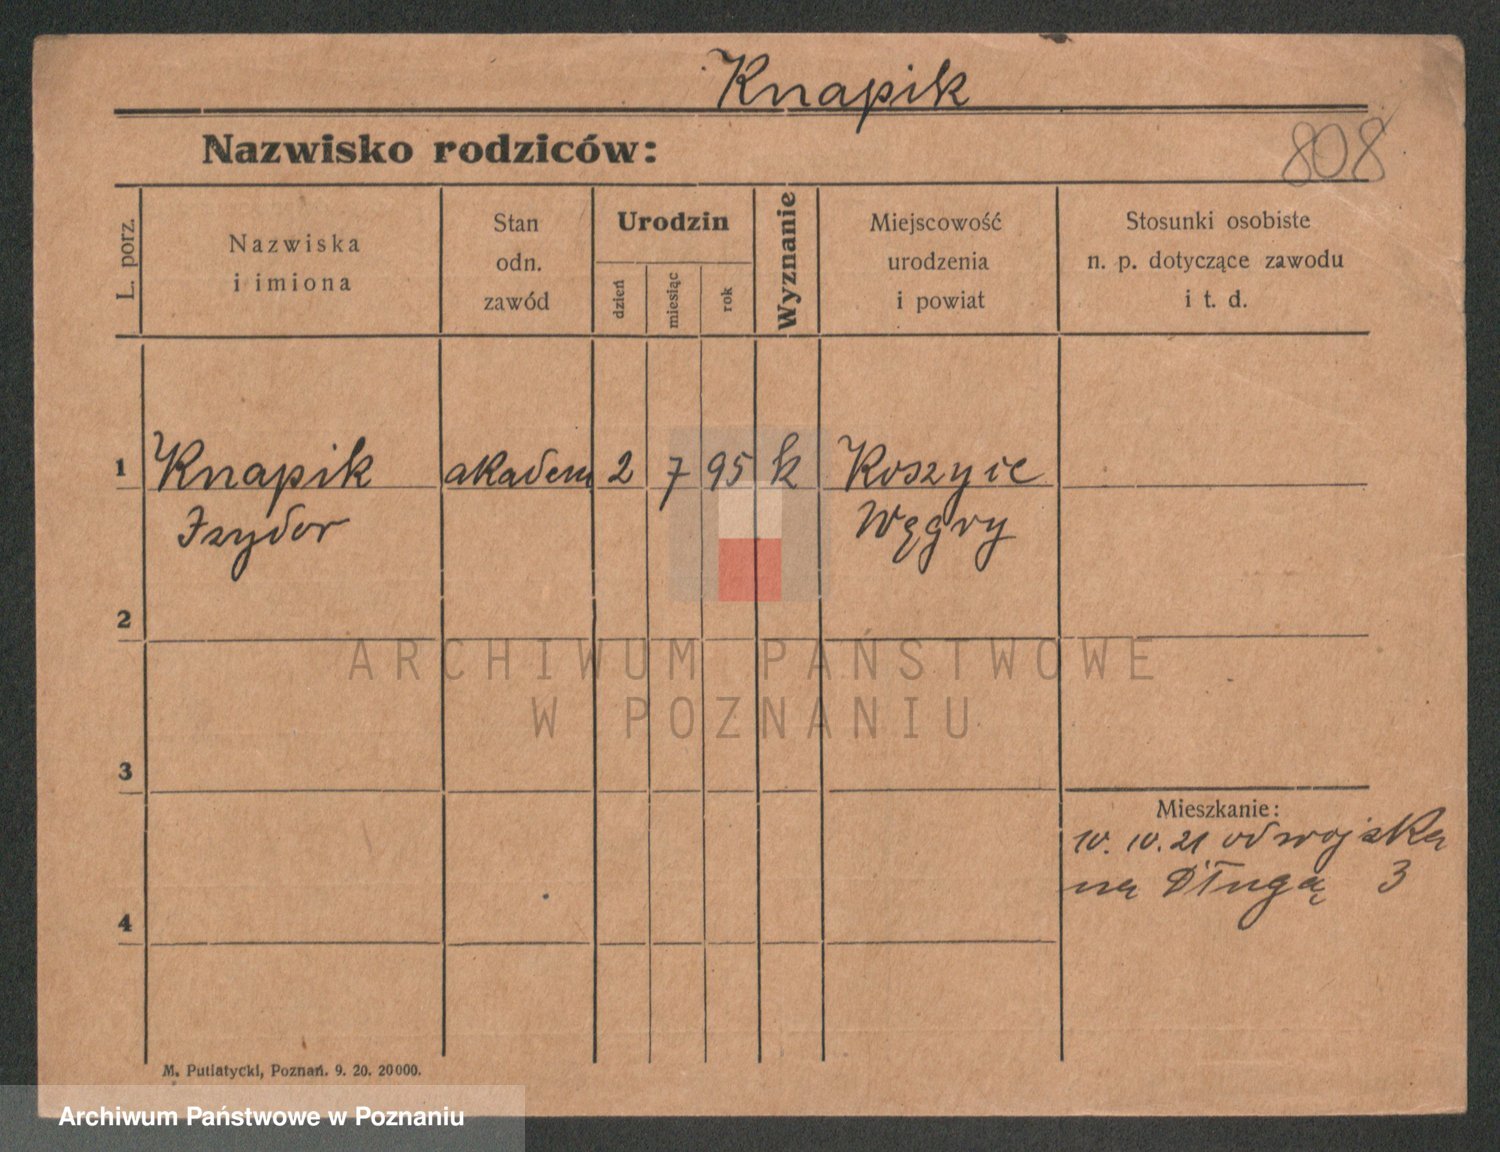 Knapik
808
Nazwisko rodziców:
L. porz.
Nazwiska
i imiona
Stan
odn.
zawód
Urodzin
dzień
miesiąc
rok
Wyznanie
Miejscowość
urodzenia
i powiat
Stosunki osobiste
n. p. dotyczące zawodu
i t. d.
1 Knapik akadem 2 7 95 k Koszyce
Izydor Węgry
2
ARCHIWUM PAŃSTWOWE
W POZNANIU
3
Mieszkanie:
10. 10. 21 od wojska
na Długą 3
4
M. Putiatycki, Poznań. 9. 20. 20000.
Archiwum Państwowe w Poznaniu